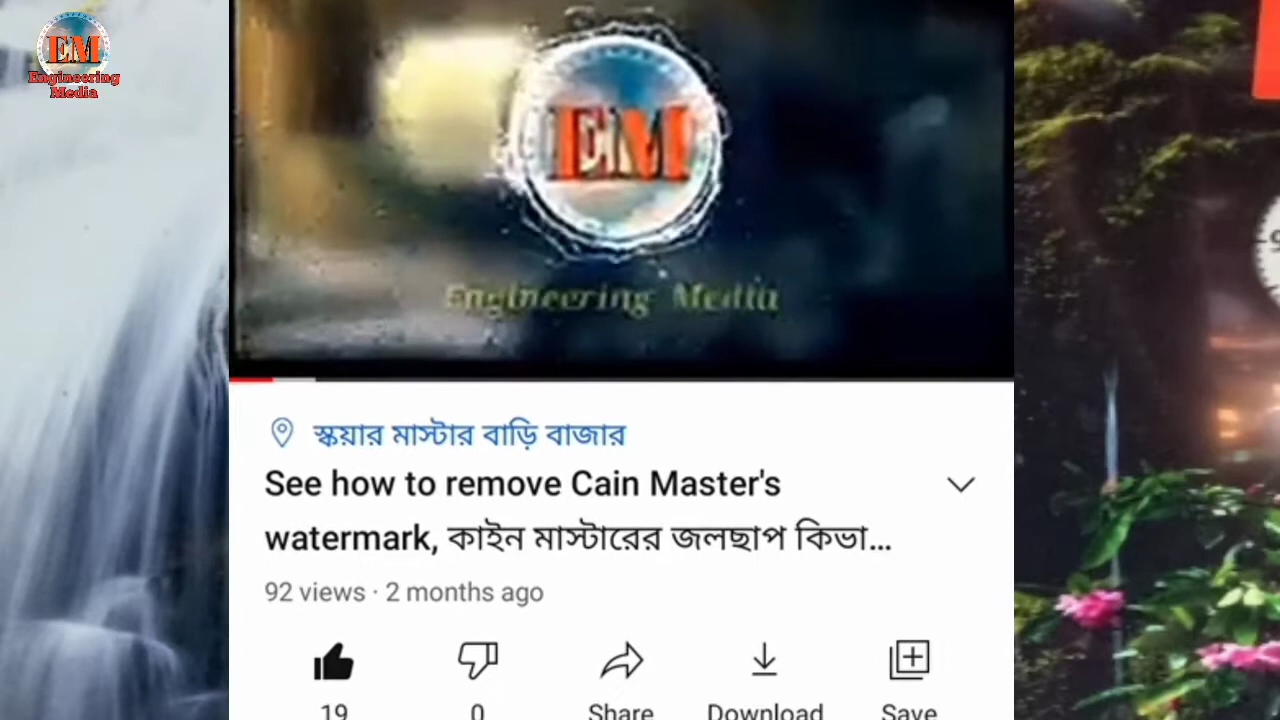 EM
Engineering
Media
EM
Engineering Media
স্কয়ার মাস্টার বাড়ি বাজার
See how to remove Cain Master's
watermark, কাইন মাস্টারের জলছাপ কিভা...
92 views · 2 months ago
19
0
Share
Download
Save